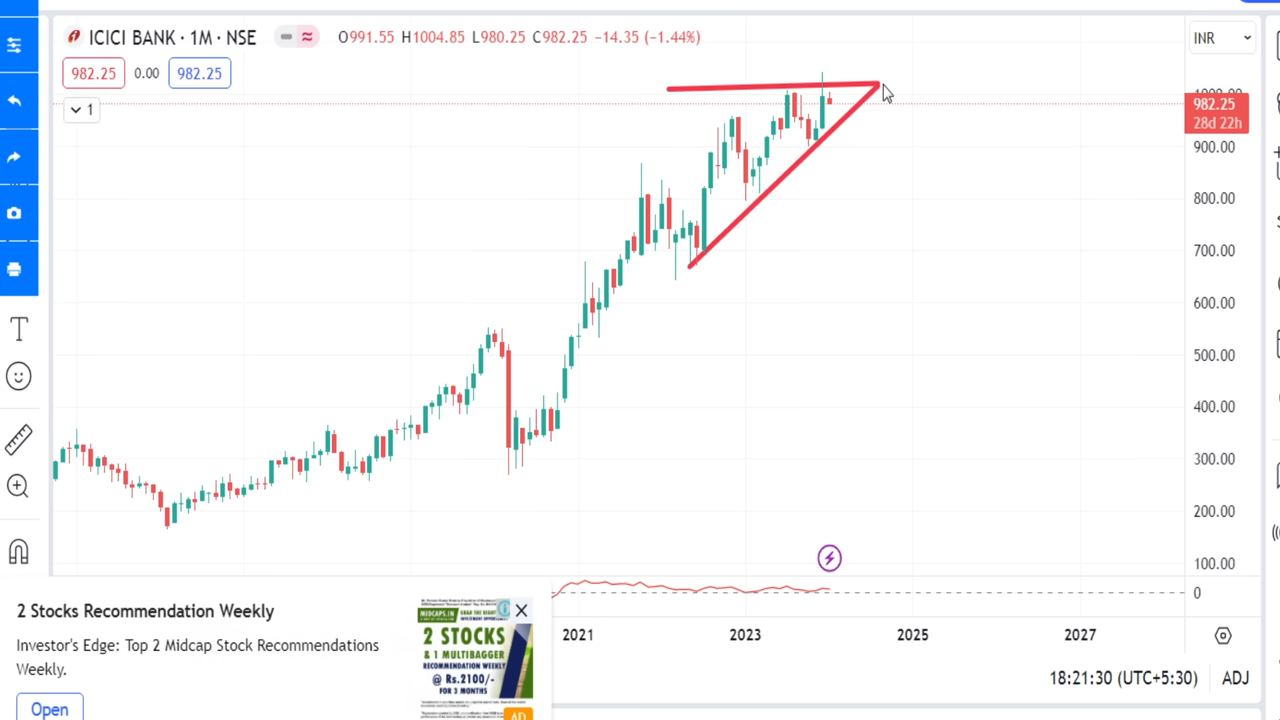 ICICI BANK · 1M · NSE
O991.55 H1004.85 L980.25 C982.25 −14.35 (−1.44%)
INR
982.25 0.00 982.25
1
982.25
28d 22h
900.00
800.00
700.00
600.00
500.00
400.00
300.00
200.00
100.00
0
2021 2023 2025 2027
18:21:30 (UTC+5:30) ADJ
2 Stocks Recommendation Weekly
Investor's Edge: Top 2 Midcap Stock Recommendations
Weekly.
Open
MIDCAPS.IN
2 STOCKS
& 1 MULTIBAGGER
RECOMMENDATION WEEKLY
@ Rs.2100/-
FOR 3 MONTHS
AD